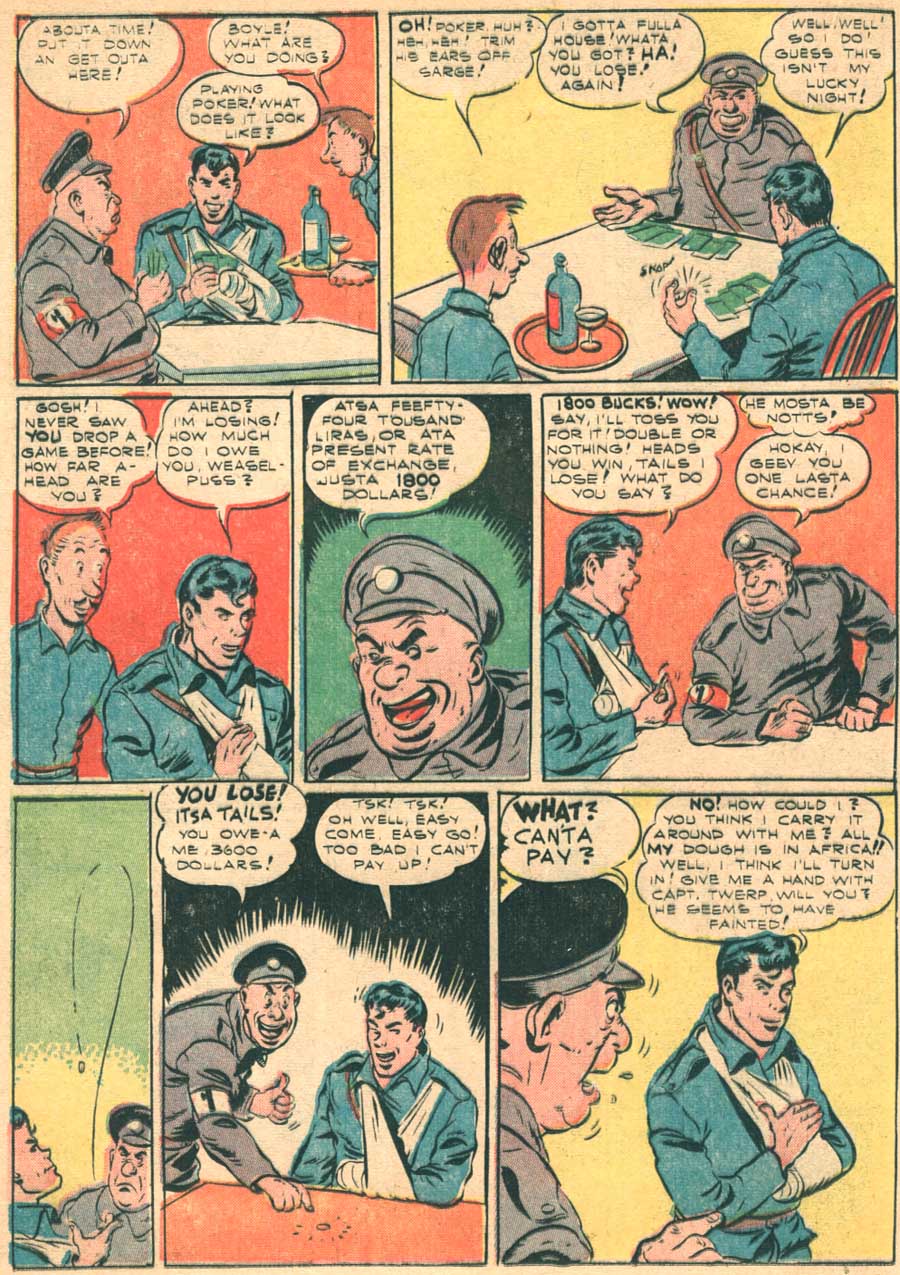 ABOUTA TIME!
PUT IT DOWN
AN GET OUTA
HERE!
BOYLE!
WHAT ARE
YOU DOING?
PLAYING
POKER! WHAT
DOES IT LOOK
LIKE?
OH! POKER, HUH?
HEH, HEH! TRIM
HIS EARS OFF,
SARGE!
I GOTTA FULLA
HOUSE! WHATA
YOU GOT? HA!
YOU LOSE!
AGAIN!
WELL, WELL!
SO I DO!
GUESS THIS
ISN'T MY
LUCKY
NIGHT!
SNAP
GOSH! I
NEVER SAW
YOU DROP A
GAME BEFORE!
HOW FAR A-
HEAD ARE
YOU?
AHEAD?
I'M LOSING!
HOW MUCH
DO I OWE
YOU, WEASEL-
PUSS?
ATSA FEEFTY-
FOUR T'OUSAND
LIRAS, OR ATA
PRESENT RATE
OF EXCHANGE,
JUSTA 1800
DOLLARS!
1800 BUCKS! WOW!
SAY, I'LL TOSS YOU
FOR IT! DOUBLE OR
NOTHING! HEADS
YOU WIN, TAILS I
LOSE! WHAT DO
YOU SAY?
HE MOSTA BE
NOTTS!
HOKAY, I
GEEV YOU
ONE LASTA
CHANCE!
YOU LOSE!
ITSA TAILS!
YOU OWE-A
ME 3600
DOLLARS!
TSK! TSK!
OH WELL, EASY
COME, EASY GO!
TOO BAD I CAN'T
PAY UP!
WHAT?
CAN'TA
PAY?
NO! HOW COULD I?
YOU THINK I CARRY IT
AROUND WITH ME? ALL
MY DOUGH IS IN AFRICA!!
WELL, I THINK I'LL TURN
IN! GIVE ME A HAND WITH
CAPT. TWERP, WILL YOU?
HE SEEMS TO HAVE
FAINTED!